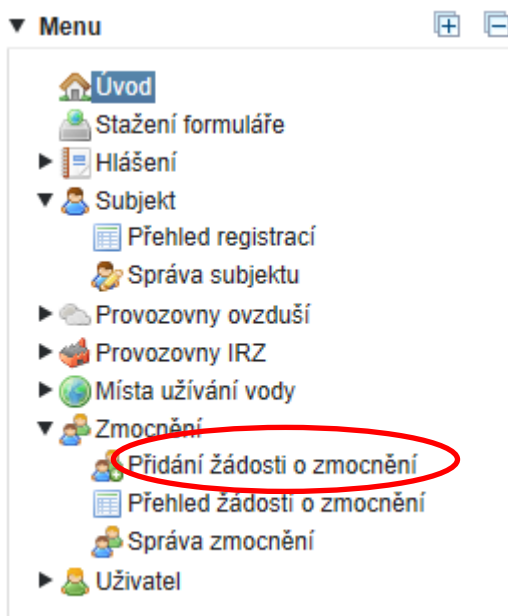 Menu
Úvod
Stažení formuláře
Hlášení
Subjekt
Přehled registrací
Správa subjektu
Provozovny ovzduší
Provozovny IRZ
Místa užívání vody
Zmocnění
Přidání žádosti o zmocnění
Přehled žádostí o zmocnění
Správa zmocnění
Uživatel